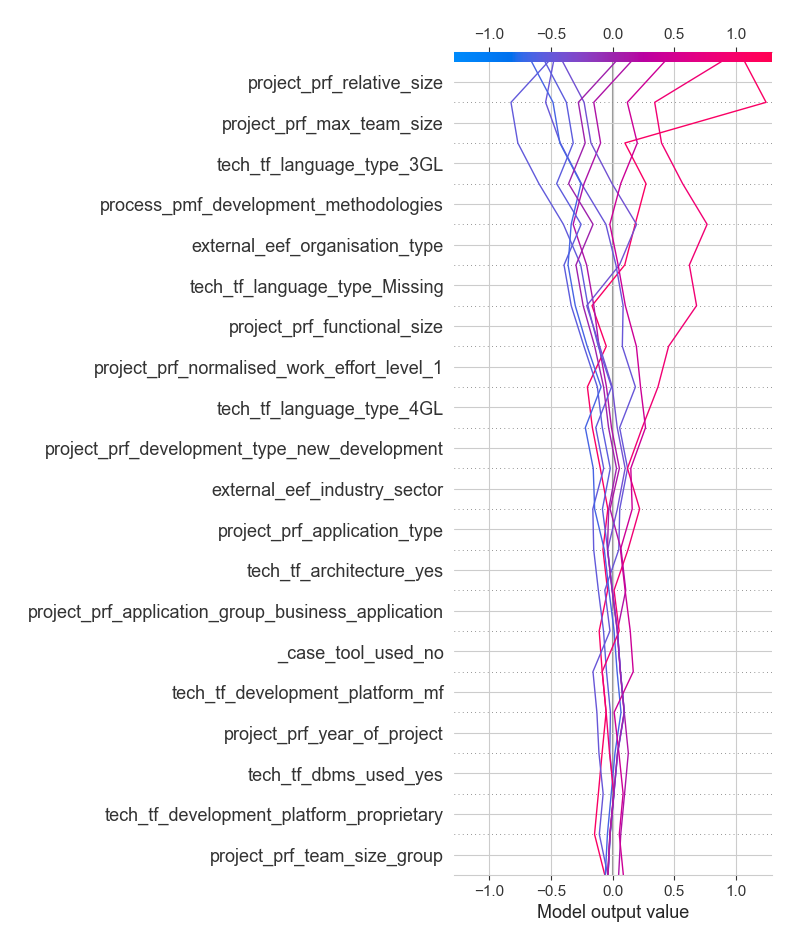 −1.0 −0.5 0.0 0.5 1.0
project_prf_relative_size
project_prf_max_team_size
tech_tf_language_type_3GL
process_pmf_development_methodologies
external_eef_organisation_type
tech_tf_language_type_Missing
project_prf_functional_size
project_prf_normalised_work_effort_level_1
tech_tf_language_type_4GL
project_prf_development_type_new_development
external_eef_industry_sector
project_prf_application_type
tech_tf_architecture_yes
project_prf_application_group_business_application
_case_tool_used_no
tech_tf_development_platform_mf
project_prf_year_of_project
tech_tf_dbms_used_yes
tech_tf_development_platform_proprietary
project_prf_team_size_group
−1.0 −0.5 0.0 0.5 1.0
Model output value